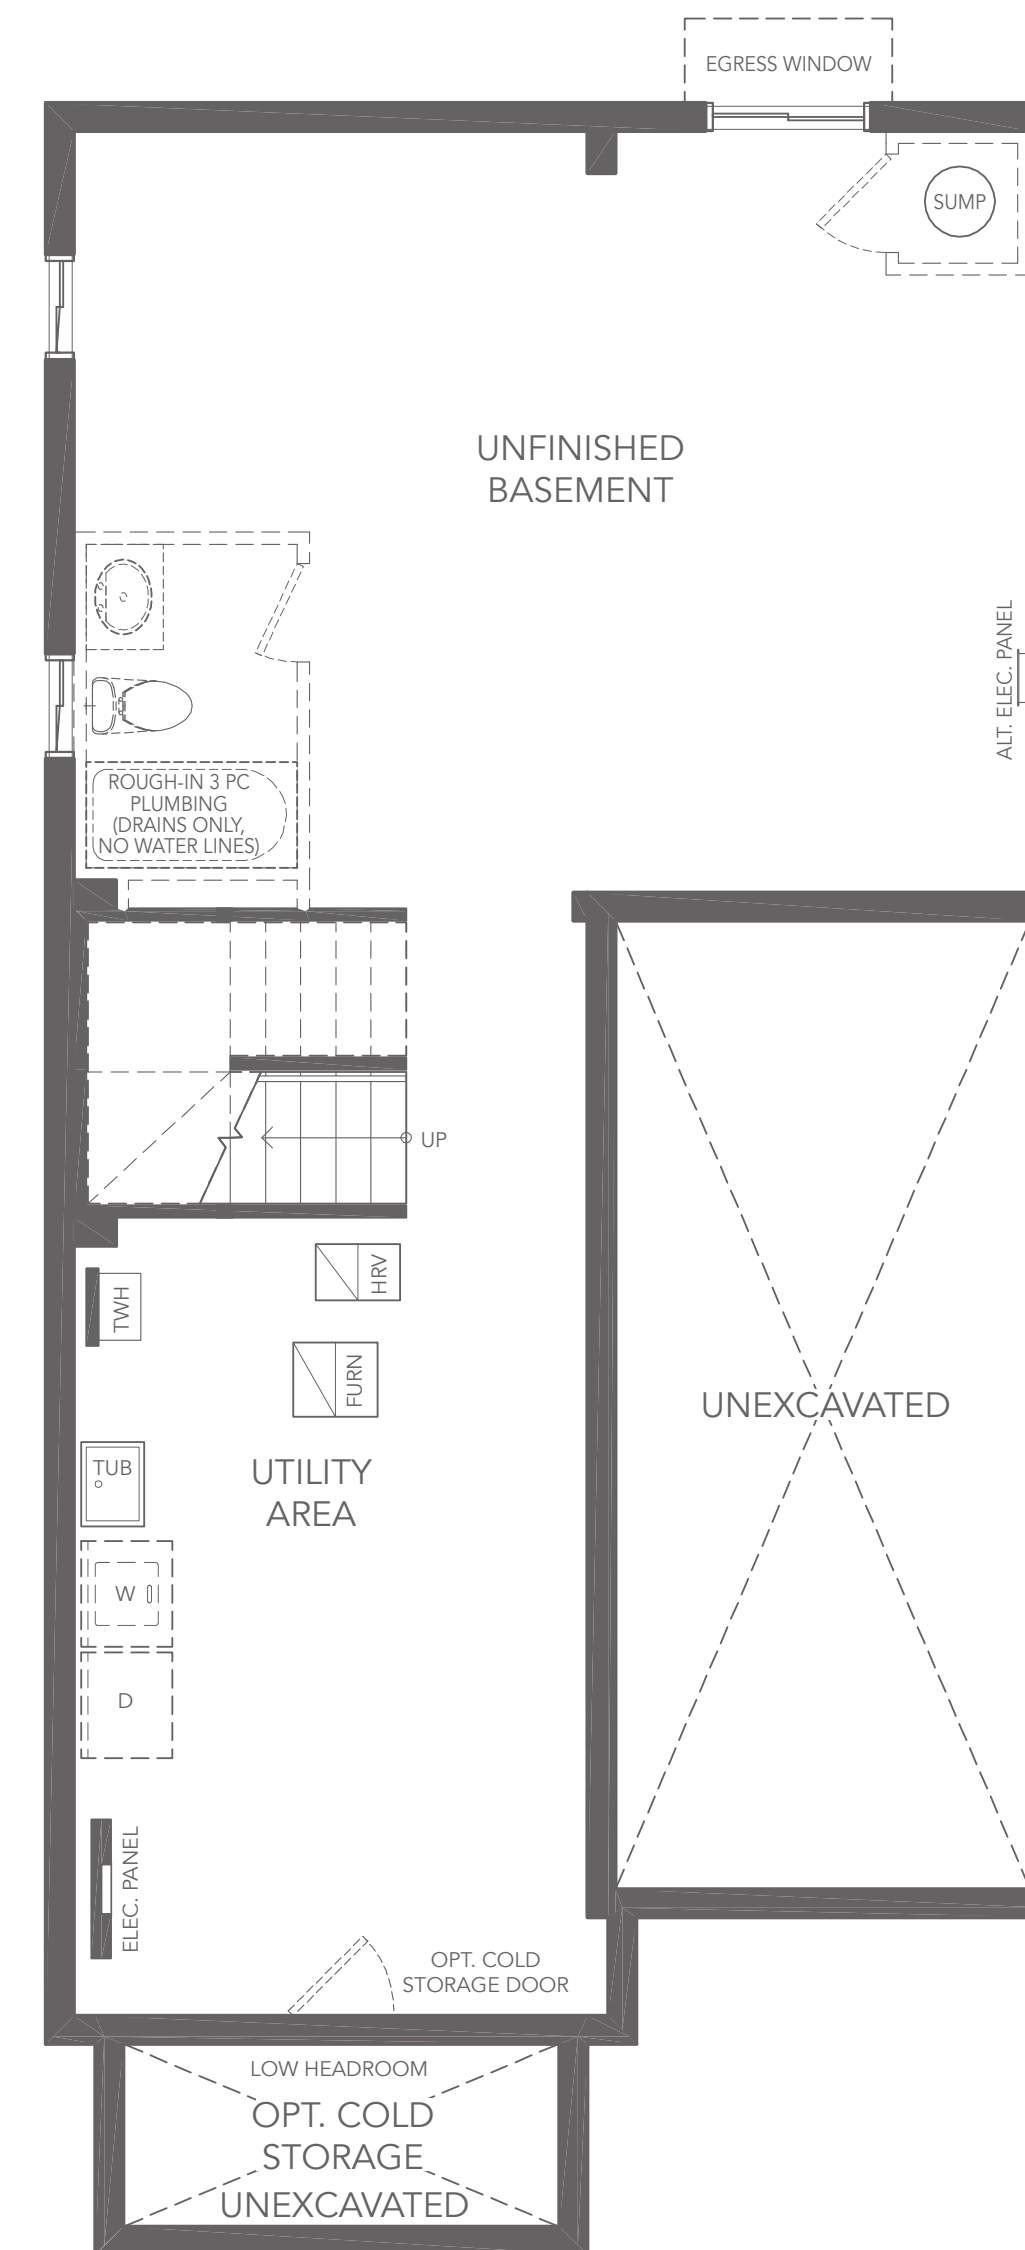 EGRESS WINDOW
SUMP
UNFINISHED
BASEMENT
ALT. ELEC. PANEL
ROUGH-IN 3 PC
PLUMBING
(DRAINS ONLY,
NO WATER LINES)
UP
HRV
TWH
FURN
UNEXCAVATED
TUB
UTILITY
AREA
W
D
ELEC. PANEL
OPT. COLD
STORAGE DOOR
LOW HEADROOM
OPT. COLD
STORAGE
UNEXCAVATED